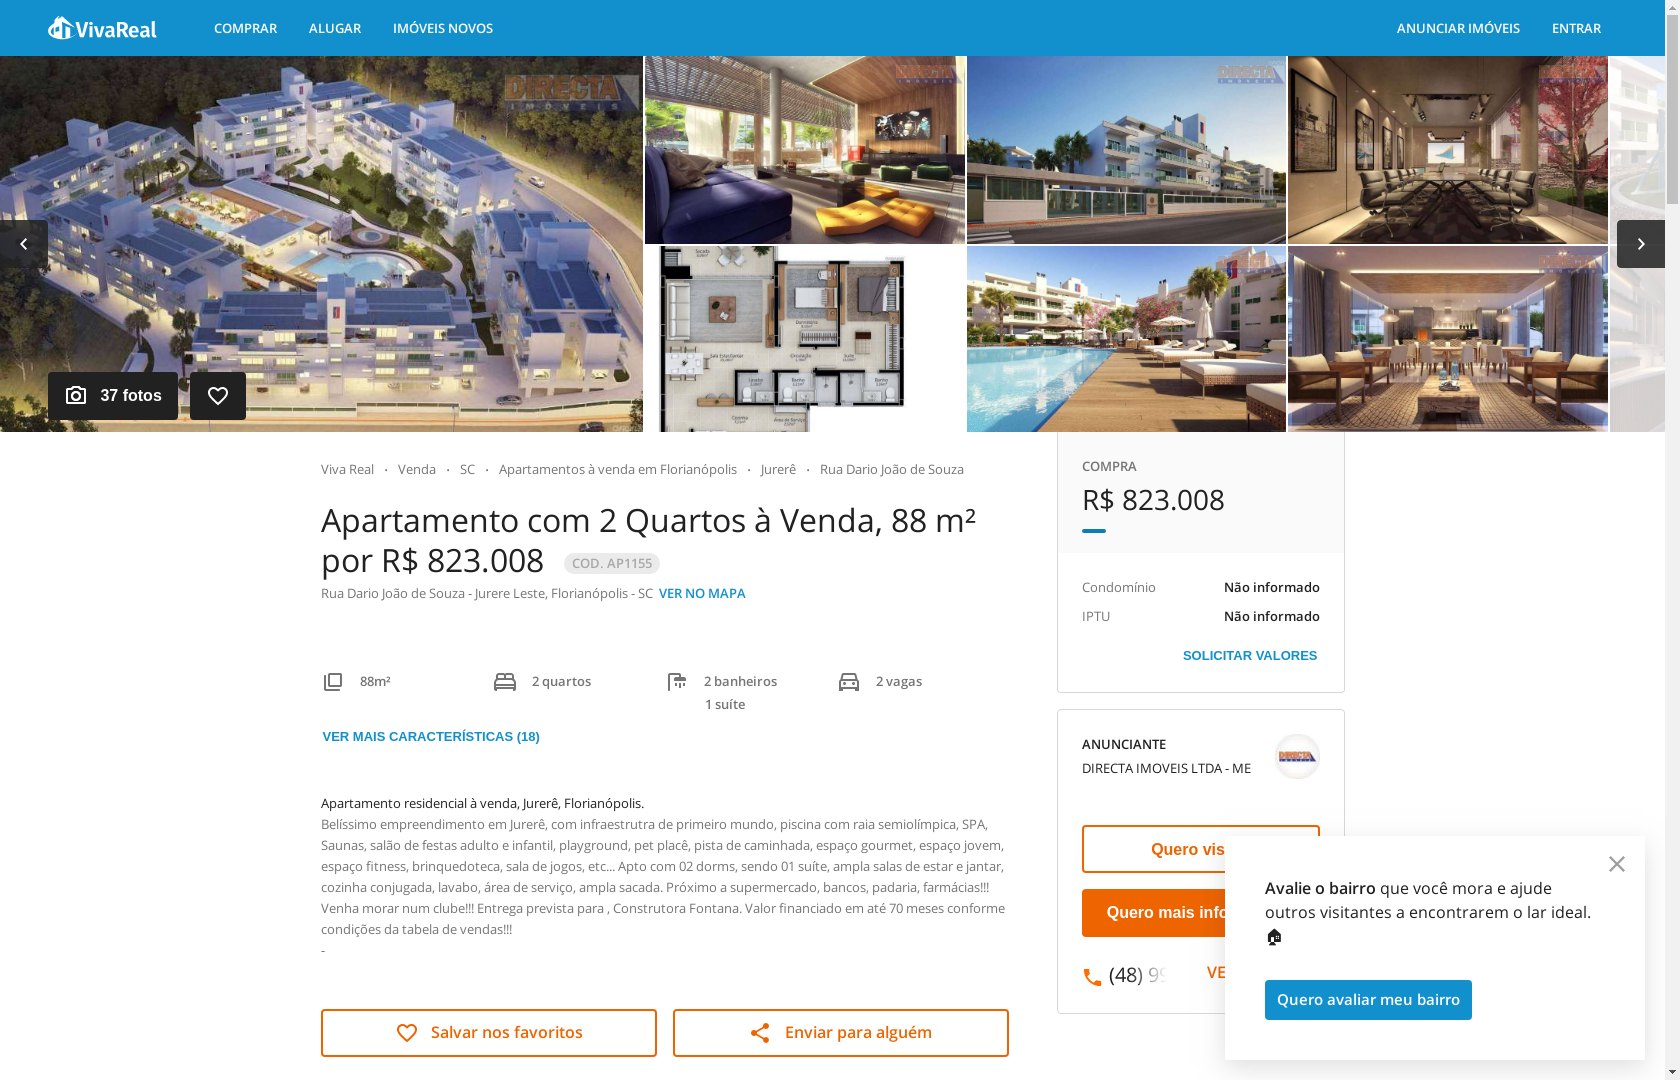 VivaReal
COMPRAR
ALUGAR
IMÓVEIS NOVOS
ANUNCIAR IMÓVEIS
ENTRAR
DIRECTA
IMÓVEIS
37 fotos
Viva Real · Venda · SC · Apartamentos à venda em Florianópolis · Jurerê · Rua Dario João de Souza
Apartamento com 2 Quartos à Venda, 88 m²
por R$ 823.008 COD. AP1155
Rua Dario João de Souza - Jurere Leste, Florianópolis - SC VER NO MAPA
88m²
2 quartos
2 banheiros
1 suíte
2 vagas
VER MAIS CARACTERÍSTICAS (18)
Apartamento residencial à venda, Jurerê, Florianópolis.
Belíssimo empreendimento em Jurerê, com infraestrutra de primeiro mundo, piscina com raia semiolímpica, SPA,
Saunas, salão de festas adulto e infantil, playground, pet placê, pista de caminhada, espaço gourmet, espaço jovem,
espaço fitness, brinquedoteca, sala de jogos, etc... Apto com 02 dorms, sendo 01 suíte, ampla salas de estar e jantar,
cozinha conjugada, lavabo, área de serviço, ampla sacada. Próximo a supermercado, bancos, padaria, farmácias!!!
Venha morar num clube!!! Entrega prevista para , Construtora Fontana. Valor financiado em até 70 meses conforme
condições da tabela de vendas!!!
-
Salvar nos favoritos
Enviar para alguém
COMPRA
R$ 823.008
Condomínio Não informado
IPTU Não informado
SOLICITAR VALORES
ANUNCIANTE
DIRECTA IMOVEIS LTDA - ME
DIRECTA
Quero vis
Quero mais info
(48) 99
VE
Avalie o bairro que você mora e ajude
outros visitantes a encontrarem o lar ideal.
Quero avaliar meu bairro